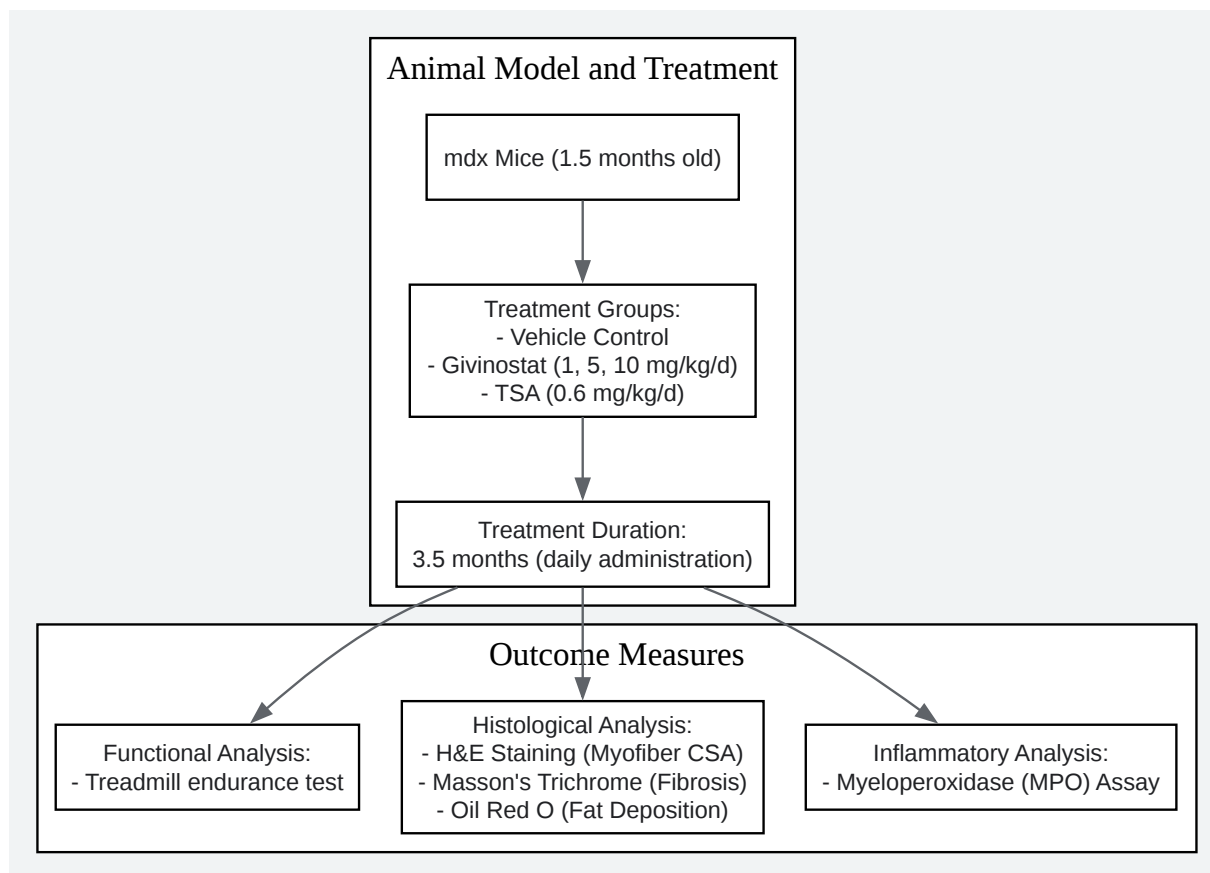 Animal Model and Treatment
mdx Mice (1.5 months old)
Treatment Groups:
- Vehicle Control
- Givinostat (1, 5, 10 mg/kg/d)
- TSA (0.6 mg/kg/d)
Treatment Duration:
3.5 months (daily administration)
Outcome Measures
Functional Analysis:
- Treadmill endurance test
Histological Analysis:
- H&E Staining (Myofiber CSA)
- Masson's Trichrome (Fibrosis)
- Oil Red O (Fat Deposition)
Inflammatory Analysis:
- Myeloperoxidase (MPO) Assay